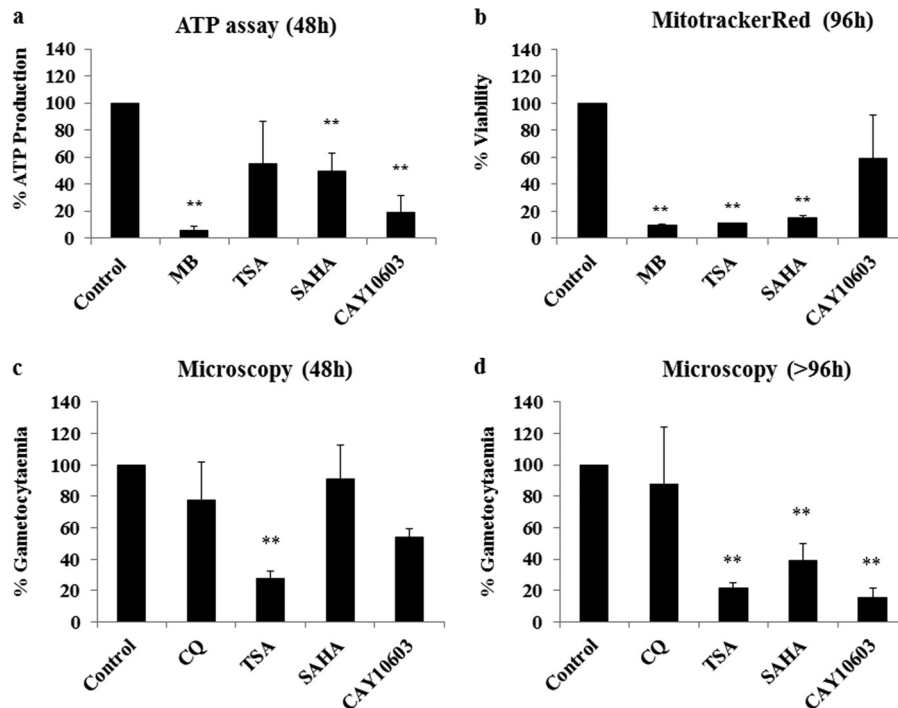 a
ATP assay (48h)
% ATP Production
140
120
100
80
60
40
20
0
**
**
**
Control
MB
TSA
SAHA
CAY10603
b
MitotrackerRed (96h)
% Viability
140
120
100
80
60
40
20
0
**
**
**
Control
MB
TSA
SAHA
CAY10603
c
Microscopy (48h)
% Gametocytaemia
140
120
100
80
60
40
20
0
**
Control
CQ
TSA
SAHA
CAY10603
d
Microscopy (>96h)
% Gametocytaemia
140
120
100
80
60
40
20
0
**
**
**
Control
CQ
TSA
SAHA
CAY10603